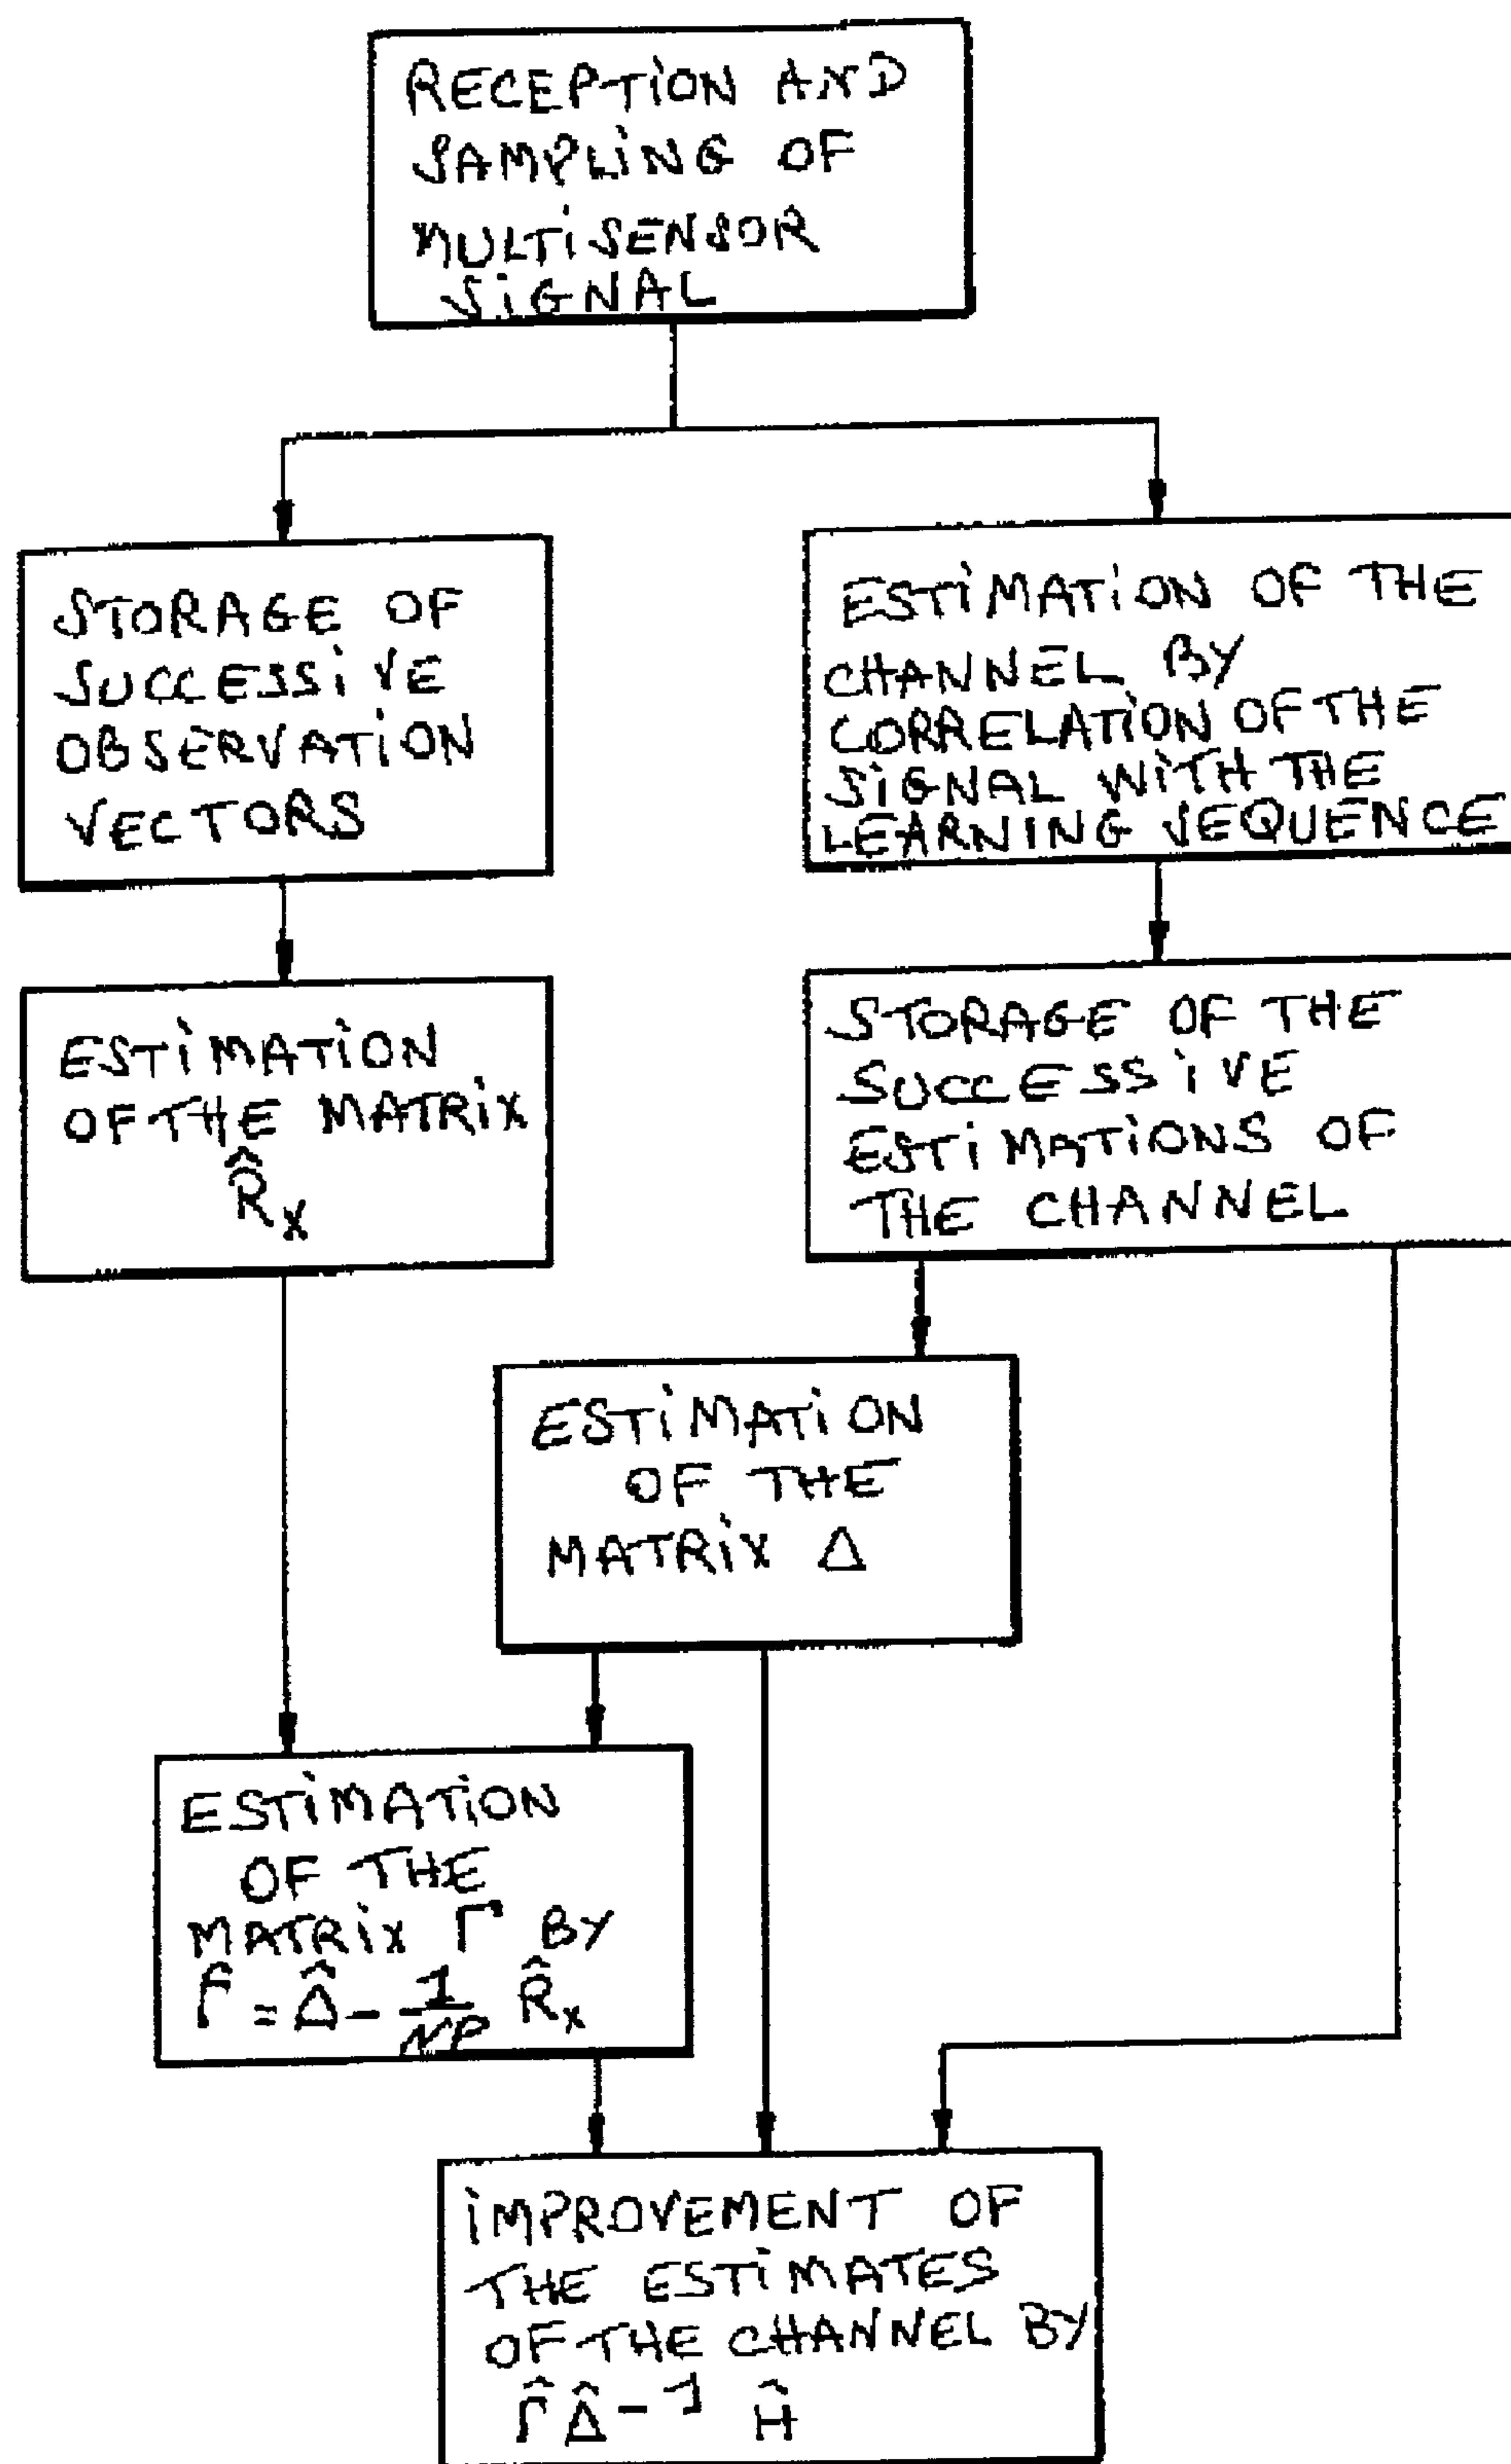 RECEPTION AND
SAMPLING OF
MULTISENSOR
SIGNAL
STORAGE OF
SUCCESSIVE
OBSERVATION
VECTORS
ESTIMATION OF THE
CHANNEL BY
CORRELATION OF THE
SIGNAL WITH THE
LEARNING SEQUENCE
ESTIMATION
OF THE MATRIX
R̂x
STORAGE OF THE
SUCCESSIVE
ESTIMATIONS OF
THE CHANNEL
ESTIMATION
OF THE
MATRIX Δ
ESTIMATION
OF THE
MATRIX Γ BY
Γ̂ = Δ̂ - 1/NP R̂x
IMPROVEMENT OF
THE ESTIMATES
OF THE CHANNEL BY
Γ̂ Δ̂-1 Ĥ